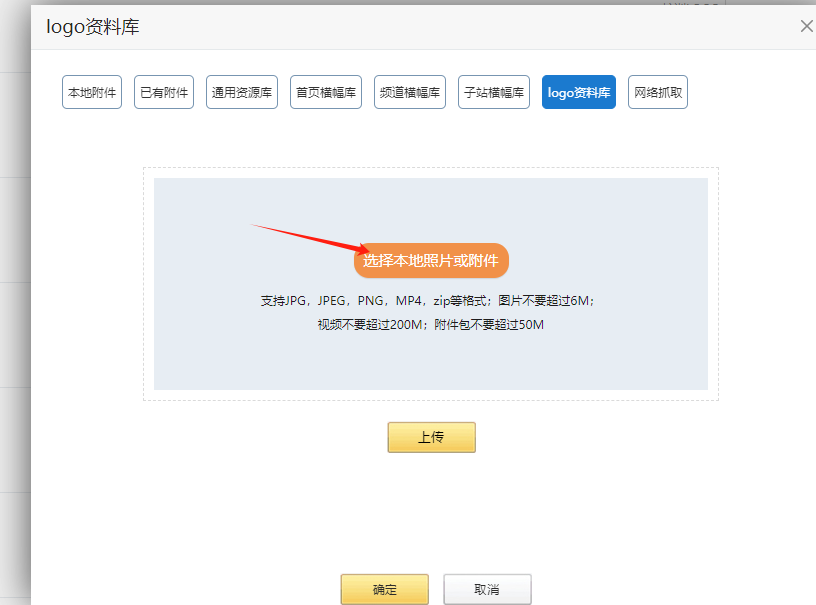 logo资料库
本地附件 已有附件 通用资源库 首页横幅库 频道横幅库 子站横幅库 logo资料库 网络抓取
选择本地照片或附件
支持JPG，JPEG，PNG，MP4，zip等格式；图片不要超过6M；
视频不要超过200M；附件包不要超过50M
上传
确定 取消